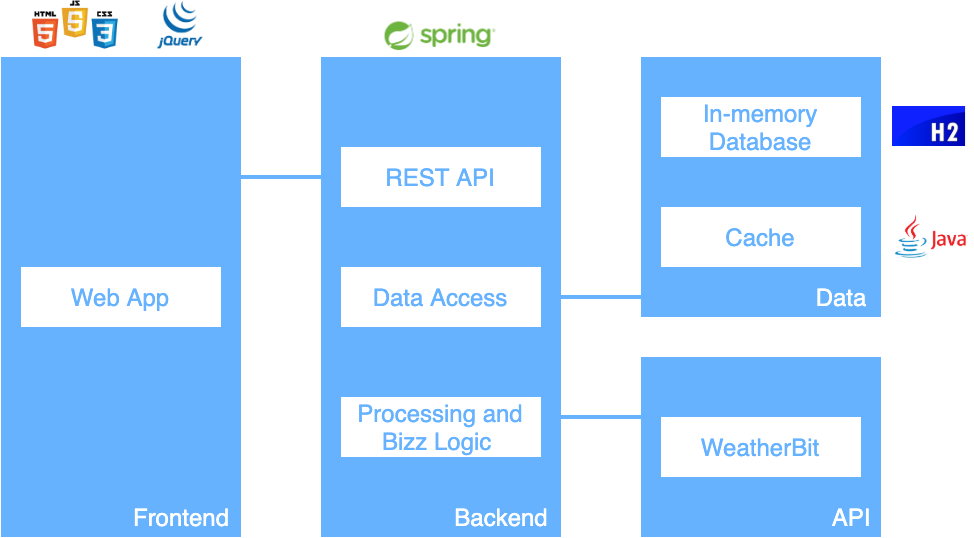 HTML
5
JS
5
CSS
3
jQuery
spring
Web App
Frontend
REST API
Data Access
Processing and
Bizz Logic
Backend
In-memory
Database
H2
Cache
Java
Data
WeatherBit
API